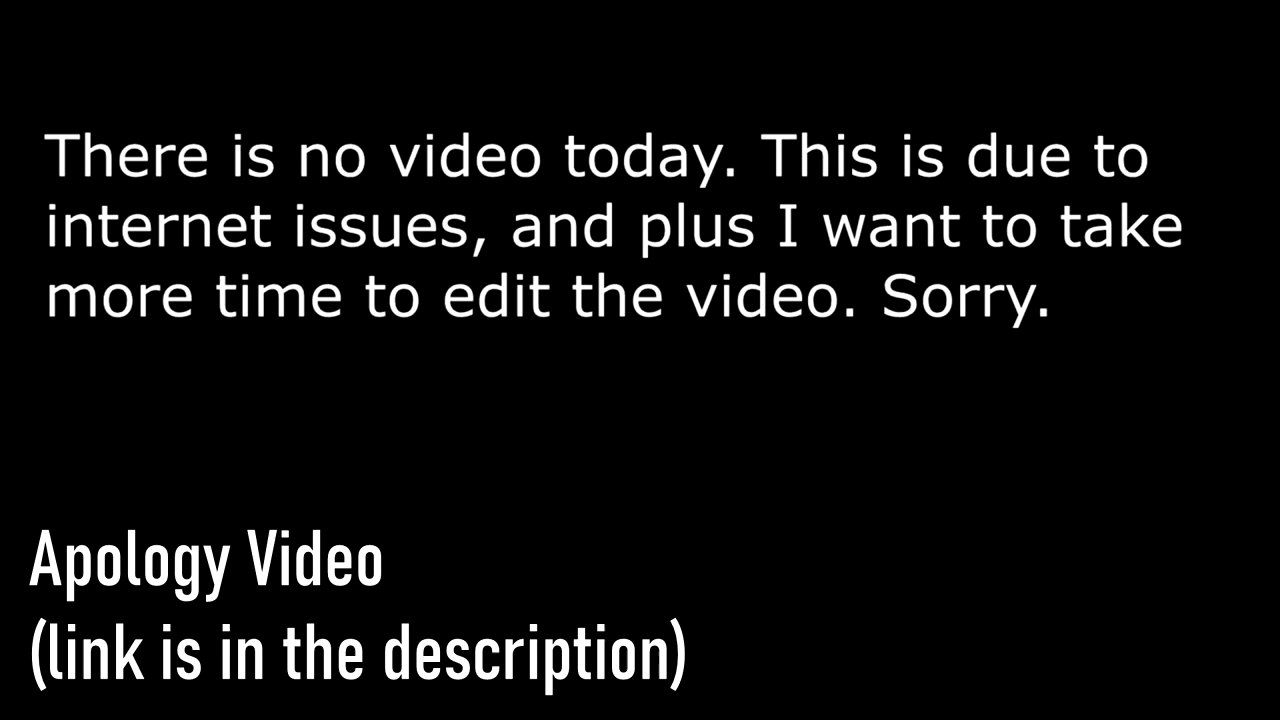 There is no video today. This is due to
internet issues, and plus I want to take
more time to edit the video. Sorry.
Apology Video
(link is in the description)